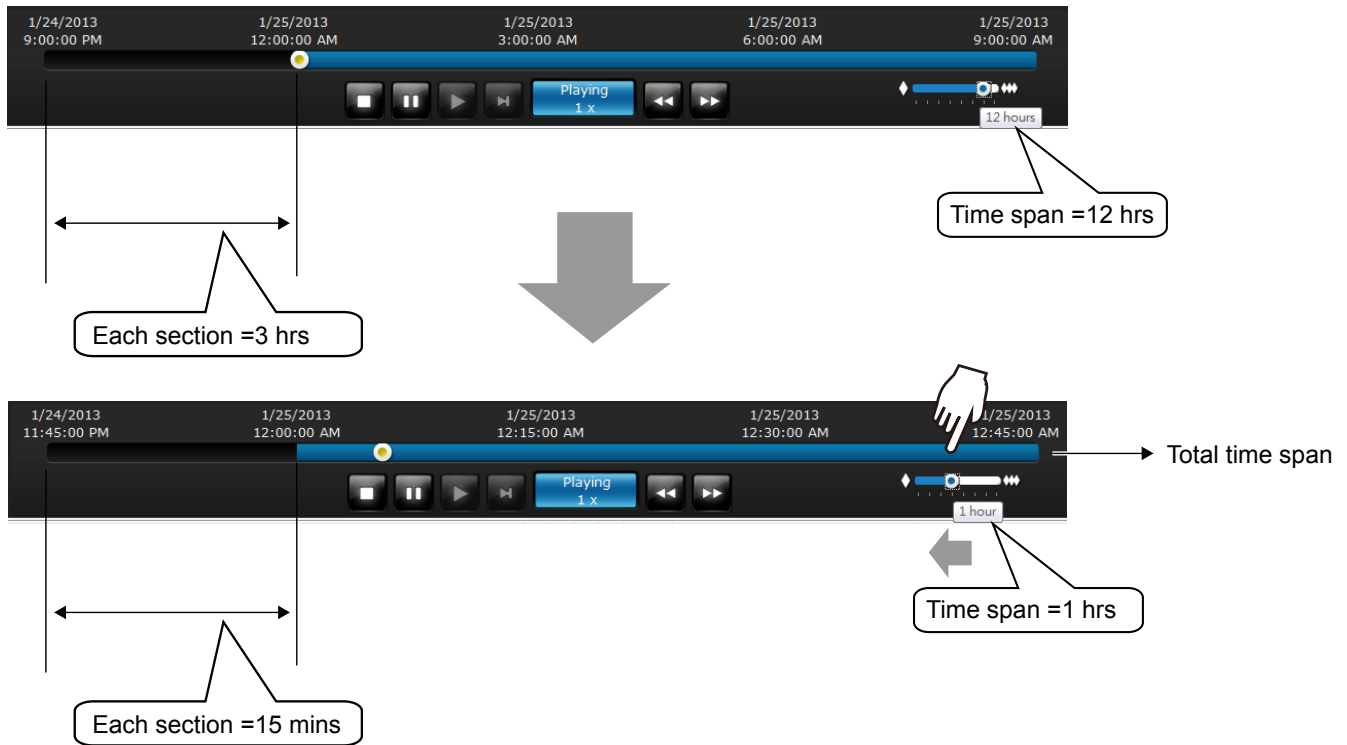 1/24/2013 1/25/2013 1/25/2013 1/25/2013 1/25/2013
9:00:00 PM 12:00:00 AM 3:00:00 AM 6:00:00 AM 9:00:00 AM
Playing
1 x
12 hours
Time span =12 hrs
Each section =3 hrs
1/24/2013 1/25/2013 1/25/2013 1/25/2013 1/25/2013
11:45:00 PM 12:00:00 AM 12:15:00 AM 12:30:00 AM 12:45:00 AM
Total time span
Playing
1 x
1 hour
Time span =1 hrs
Each section =15 mins